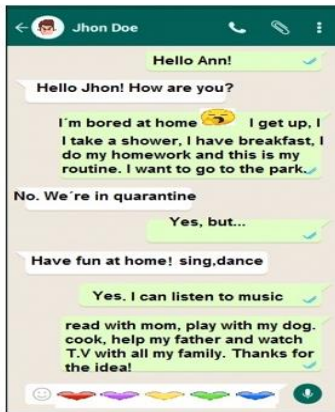 Jhon Doe
Hello Ann!
Hello Jhon! How are you?
I´m bored at home I get up, I
I take a shower, I have breakfast, I
do my homework and this is my
routine. I want to go to the park.
No. We´re in quarantine
Yes, but...
Have fun at home! sing,dance
Yes. I can listen to music
read with mom, play with my dog.
cook, help my father and watch
T.V with all my family. Thanks for
the idea!